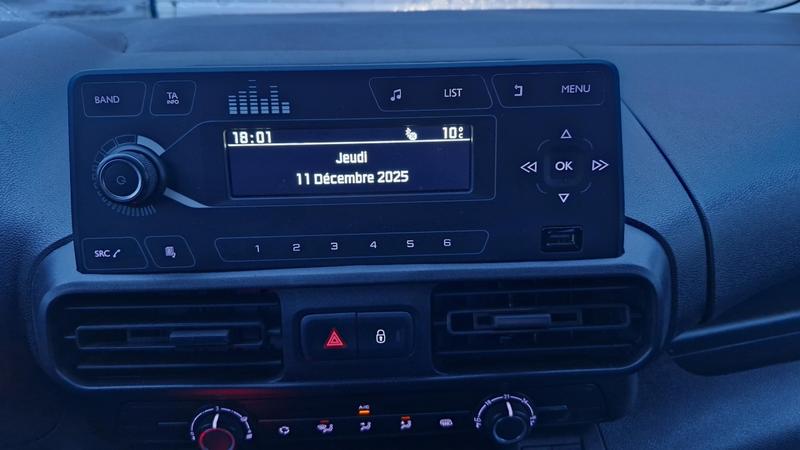 BAND
TA
INFO
LIST
MENU
18:01
10°C
Jeudi
11 Décembre 2025
OK
SRC
1 2 3 4 5 6
A/C